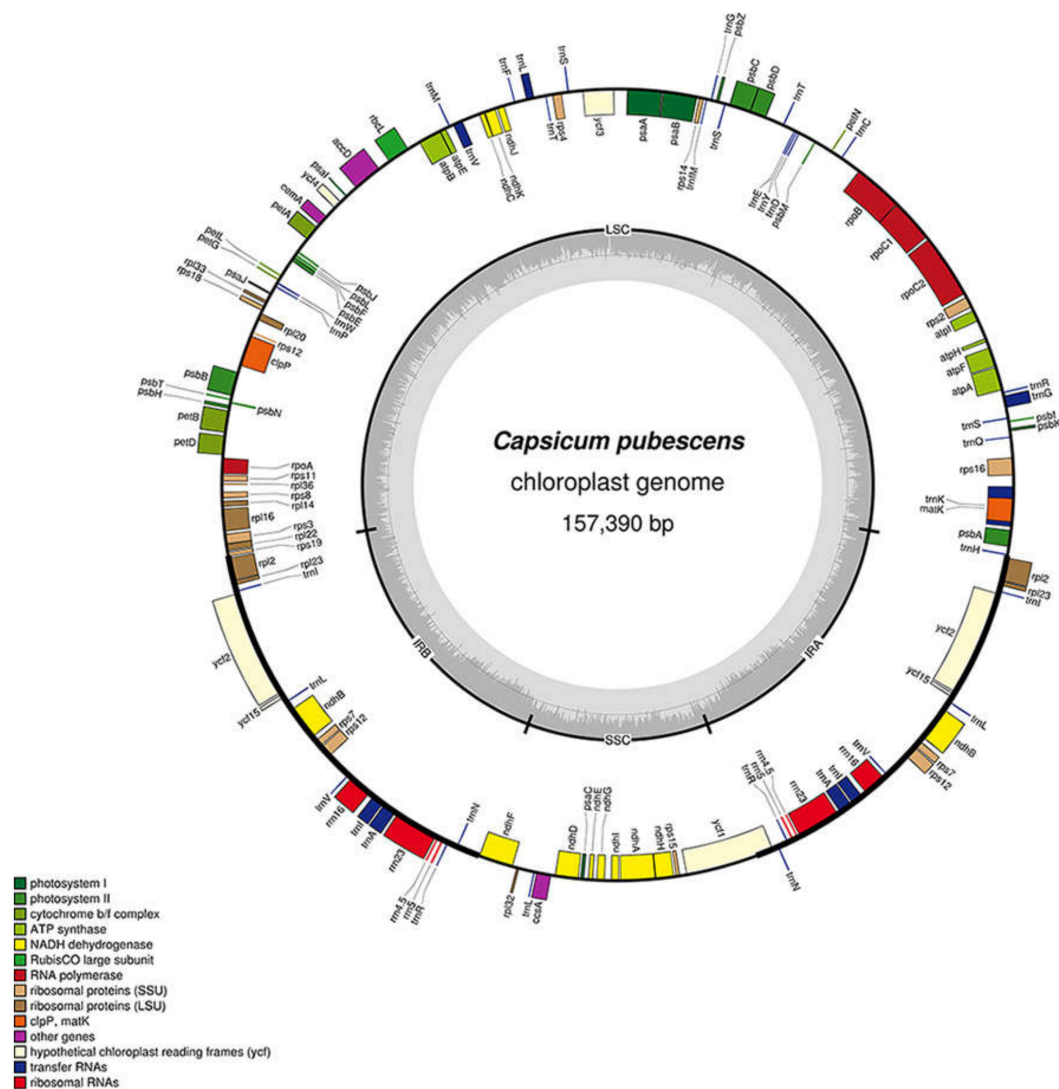 trnG
psbZ
psbC
psbD
trnT
petN
trnC
trnS
trnL
trnF
trnM
rbcL
accD
psaI
ycf4
cemA
petA
petL
petG
psaJ
rpl33
rps18
atpB
atpE
trnV
ndhC
ndhK
ndhJ
trnT
rps4
ycf3
psaA
psaB
rps14
trnfM
trnS
trnE
trnY
trnD
psbM
rpoB
rpoC1
rpoC2
rps2
atpI
atpH
atpF
atpA
trnR
trnG
psbI
psbK
trnS
trnQ
rps16
trnK
matK
psbA
trnH
rpl2
rpl23
trnI
ycf2
ycf15
trnL
ndhB
rps7
rps12
trnV
rrn16
trnI
trnA
rrn23
rrn4.5
rrn5
trnR
trnN
ycf1
rps15
ndhH
ndhA
ndhI
ndhG
ndhE
psaC
ndhD
ccsA
trnL
rpl32
ndhF
trnN
trnR
rrn5
rrn4.5
rrn23
trnA
trnI
rrn16
trnV
rps12
rps7
ndhB
trnL
ycf15
ycf2
trnI
rpl23
rpl2
rps19
rpl22
rps3
rpl16
rpl14
rps8
rpl36
rps11
rpoA
petD
petB
psbH
psbT
psbB
psbN
clpP
rps12
rpl20
trnP
trnW
psbE
psbF
psbL
psbJ
LSC
IRB
IRA
SSC
Capsicum pubescens
chloroplast genome
157,390 bp
photosystem I
photosystem II
cytochrome b/f complex
ATP synthase
NADH dehydrogenase
RubisCO large subunit
RNA polymerase
ribosomal proteins (SSU)
ribosomal proteins (LSU)
clpP, matK
other genes
hypothetical chloroplast reading frames (ycf)
transfer RNAs
ribosomal RNAs